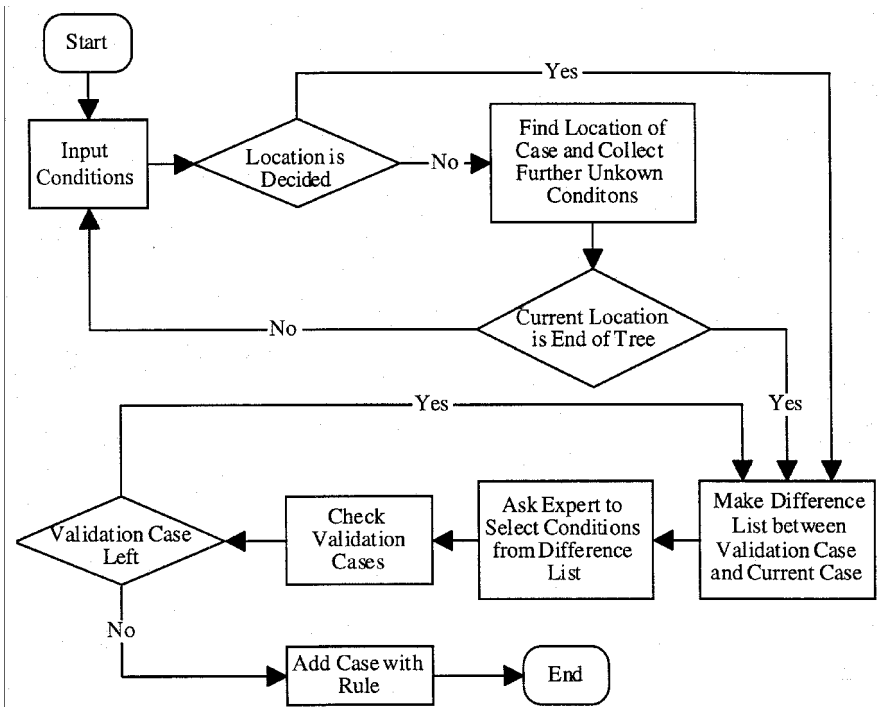 Start
Yes
Input
Conditions
Location is
Decided
No
Find Location of
Case and Collect
Further Unkown
Conditons
Current Location
is End of Tree
No
Yes
Yes
Make Difference
List between
Validation Case
and Current Case
Ask Expert to
Select Conditions
from Difference
List
Check
Validation
Cases
Validation Case
Left
No
Add Case with
Rule
End